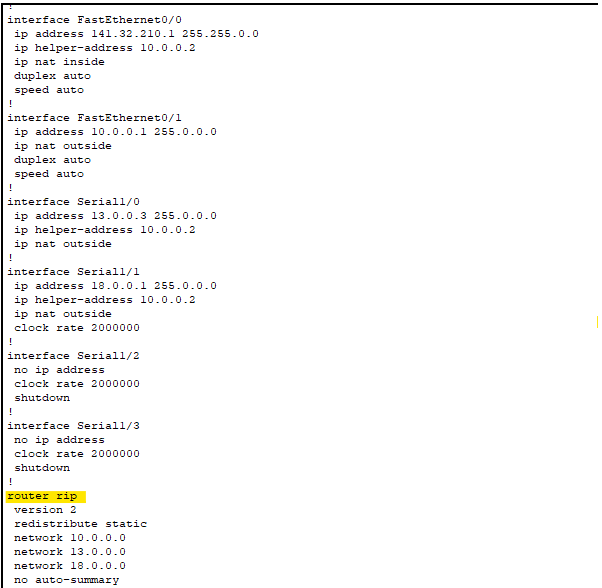 !
interface FastEthernet0/0
ip address 141.32.210.1 255.255.0.0
ip helper-address 10.0.0.2
ip nat inside
duplex auto
speed auto
!
interface FastEthernet0/1
ip address 10.0.0.1 255.0.0.0
ip nat outside
duplex auto
speed auto
!
interface Serial1/0
ip address 13.0.0.3 255.0.0.0
ip helper-address 10.0.0.2
ip nat outside
!
interface Serial1/1
ip address 18.0.0.1 255.0.0.0
ip helper-address 10.0.0.2
ip nat outside
clock rate 2000000
!
interface Serial1/2
no ip address
clock rate 2000000
shutdown
!
interface Serial1/3
no ip address
clock rate 2000000
shutdown
!
router rip
version 2
redistribute static
network 10.0.0.0
network 13.0.0.0
network 18.0.0.0
no auto-summary